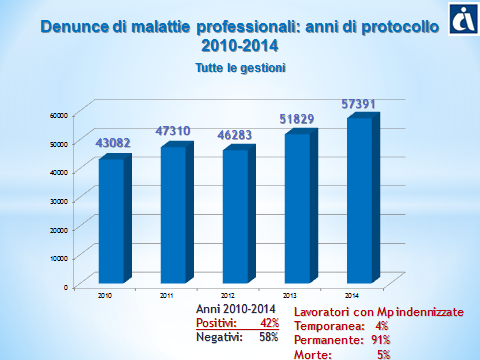 Denunce di malattie professionali: anni di protocollo
2010-2014
Tutte le gestioni
60000
50000
40000
30000
20000
10000
0
43082
47310
46283
51829
57391
2010
2011
2012
2013
2014
Anni 2010-2014
Positivi: 42%
Negativi: 58%
Lavoratori con Mp indennizzate
Temporanea: 4%
Permanente: 91%
Morte: 5%